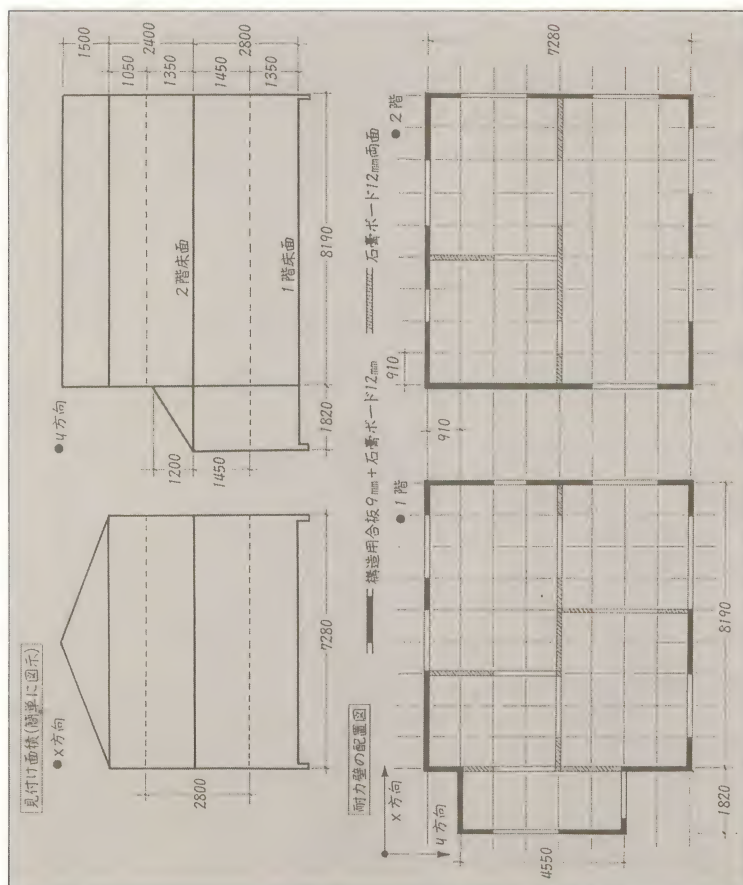 見付け面積(簡単に図示)
●x方向
2800
7280
●y方向
1200
1450
2階床面
1階床面
1820
8190
1500
1050
2400
1350
1450
2800
1350
耐力壁の配置図
構造用合板9mm+石膏ボード12mm
石膏ボード12mm両面
x方向
y方向
●1階
4550
1820
8190
●2階
910
910
7280